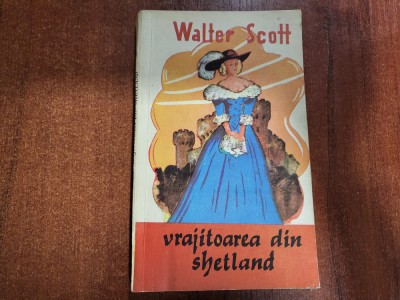 Walter Scott
vrajitoarea din
shetland